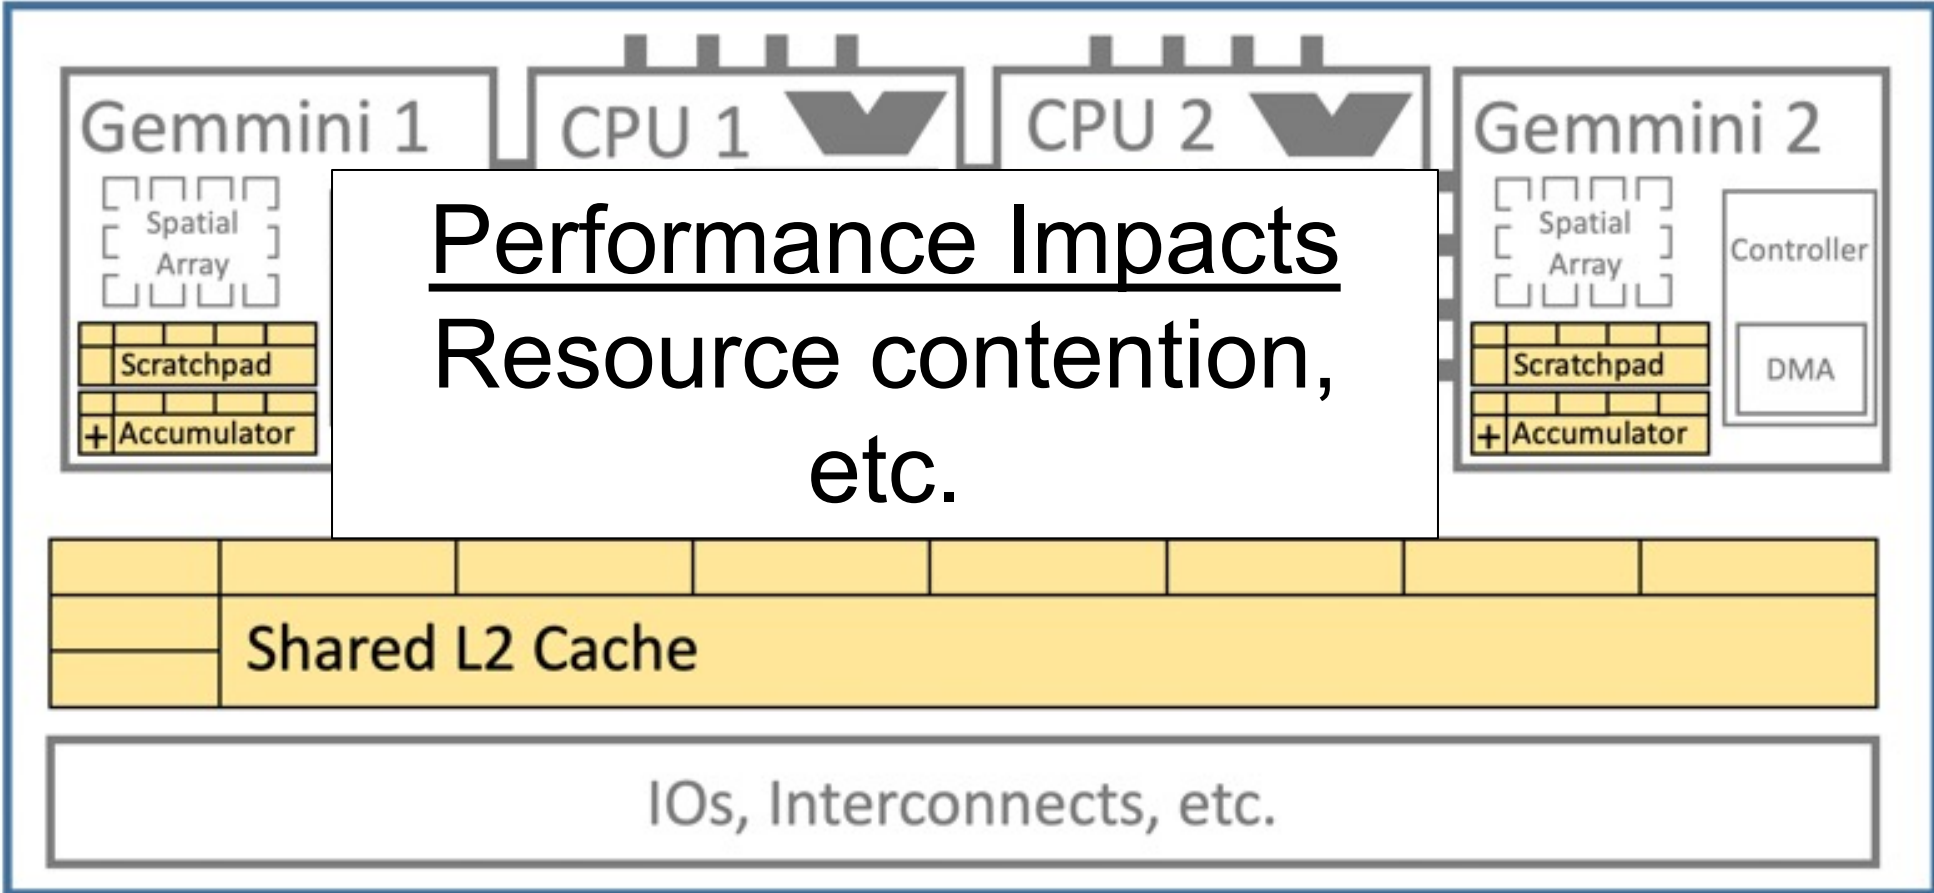 Gemmini 1
CPU 1
CPU 2
Gemmini 2
Spatial
Array
Scratchpad
+ Accumulator
Performance Impacts
Resource contention,
etc.
Spatial
Array
Controller
DMA
Scratchpad
+ Accumulator
Shared L2 Cache
IOs, Interconnects, etc.